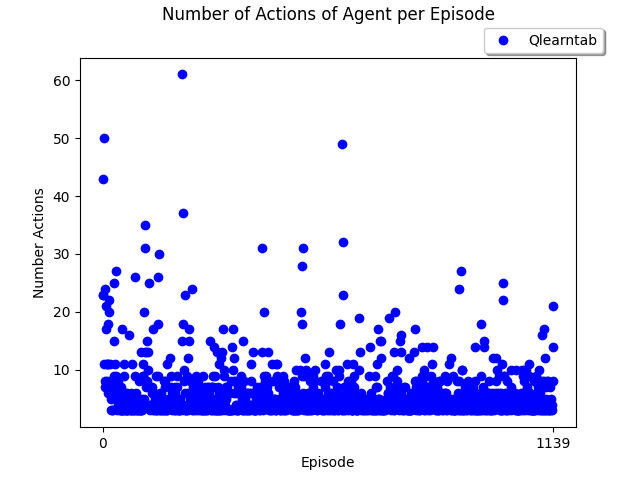 Number of Actions of Agent per Episode
Qlearntab
60
50
40
30
20
10
Number Actions
0
1139
Episode